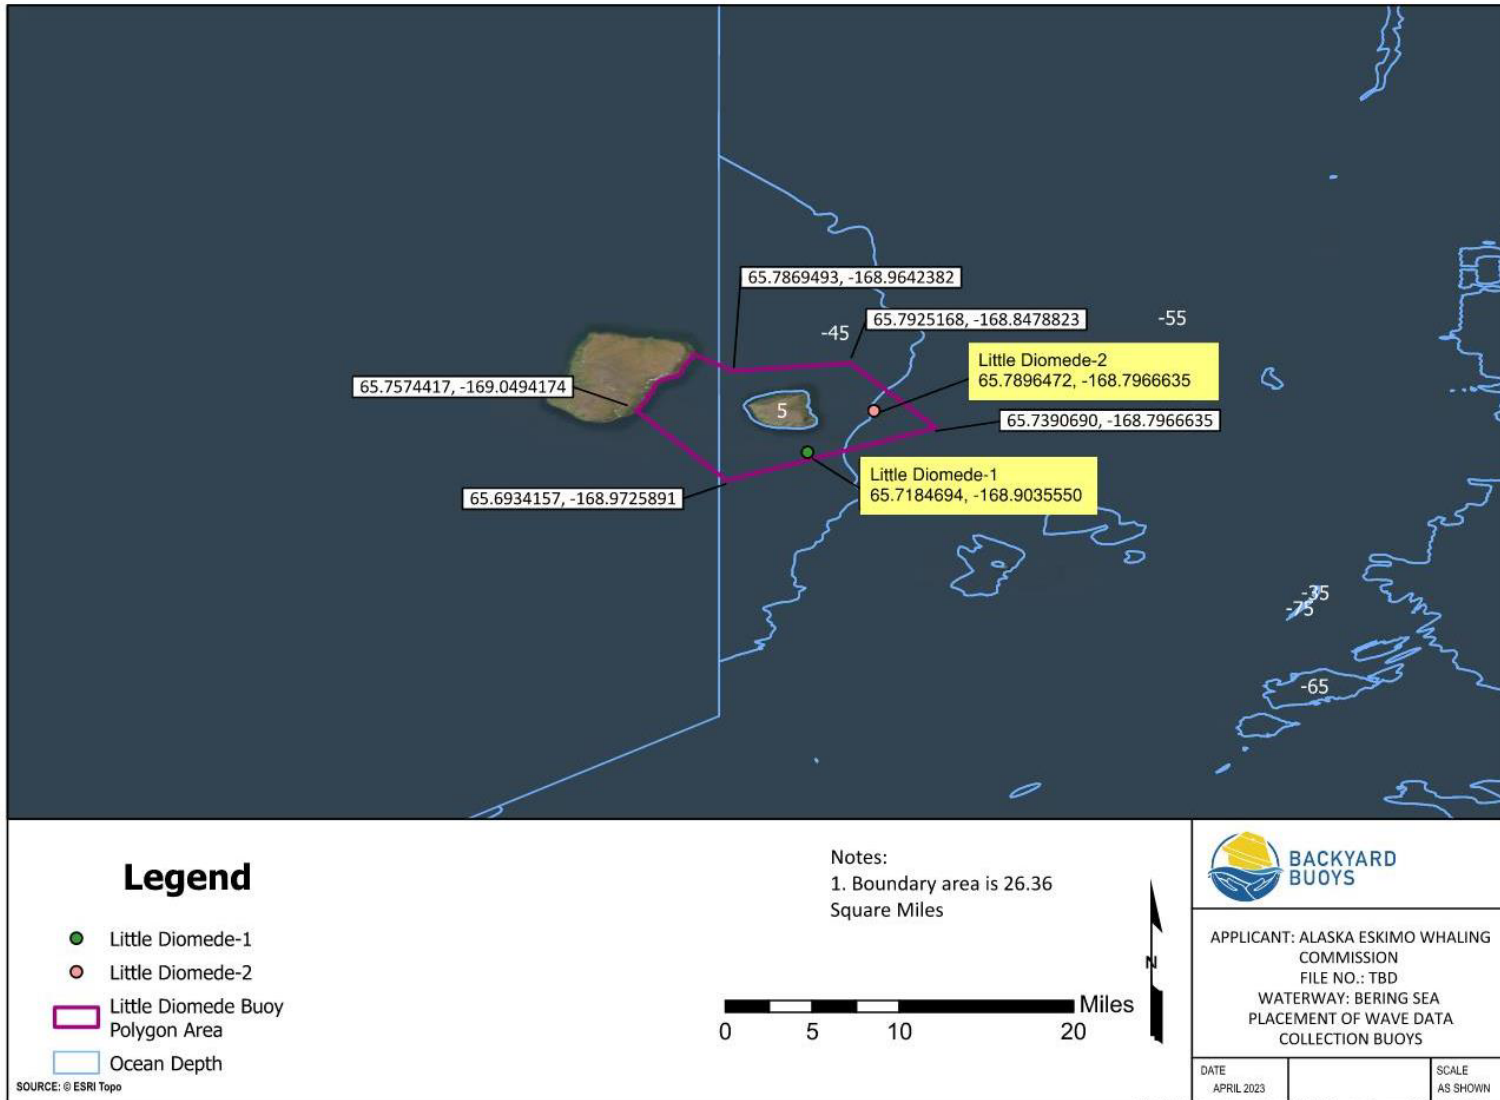 65.7869493, -168.9642382
-45
65.7925168, -168.8478823
-55
Little Diomede-2
65.7896472, -168.7966635
65.7574417, -169.0494174
5
65.7390690, -168.7966635
Little Diomede-1
65.7184694, -168.9035550
65.6934157, -168.9725891
-35
-75
-65
Legend
Little Diomede-1
Little Diomede-2
Little Diomede Buoy
Polygon Area
Ocean Depth
SOURCE: © ESRI Topo
Notes:
1. Boundary area is 26.36
Square Miles
Miles
0 5 10 20
N
BACKYARD
BUOYS
APPLICANT: ALASKA ESKIMO WHALING
COMMISSION
FILE NO.: TBD
WATERWAY: BERING SEA
PLACEMENT OF WAVE DATA
COLLECTION BUOYS
DATE
APRIL 2023
SCALE
AS SHOWN